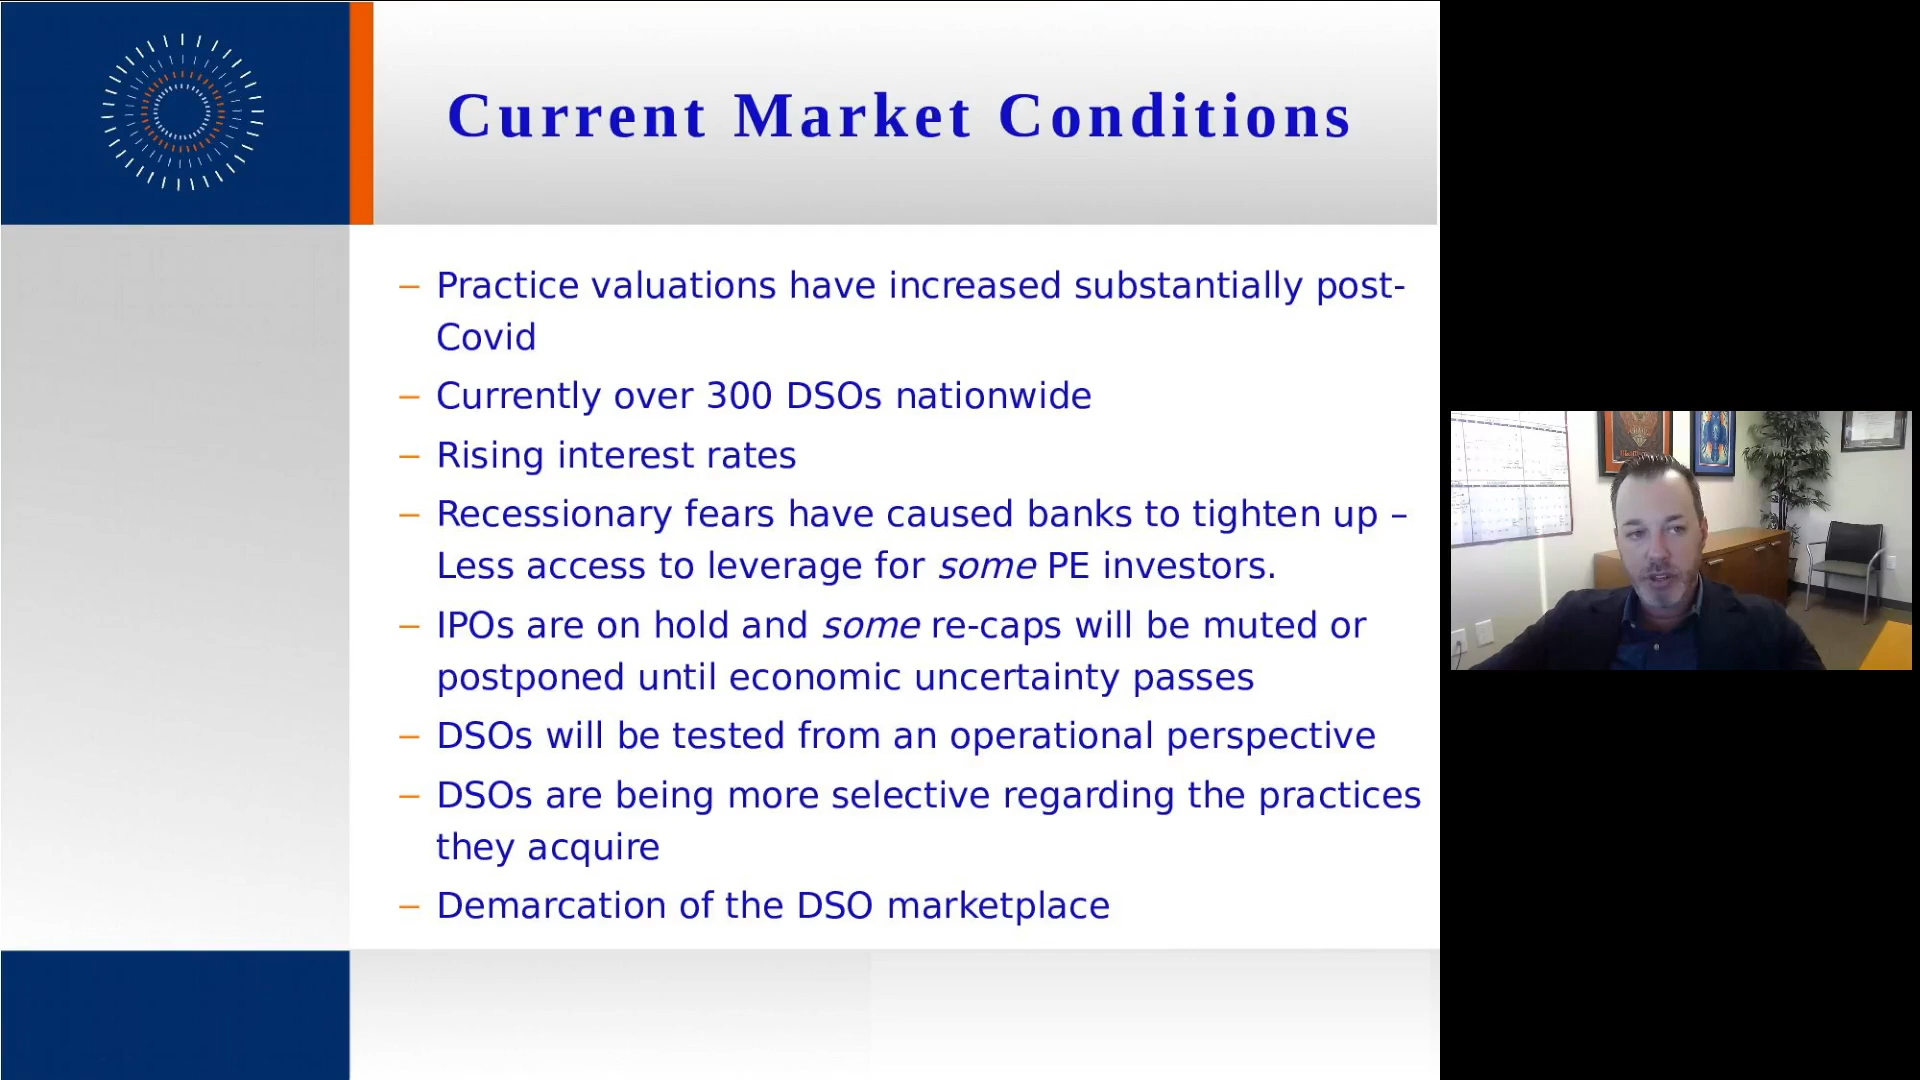 Current Market Conditions
– Practice valuations have increased substantially post-
Covid
– Currently over 300 DSOs nationwide
– Rising interest rates
– Recessionary fears have caused banks to tighten up –
Less access to leverage for some PE investors.
– IPOs are on hold and some re-caps will be muted or
postponed until economic uncertainty passes
– DSOs will be tested from an operational perspective
– DSOs are being more selective regarding the practices
they acquire
– Demarcation of the DSO marketplace